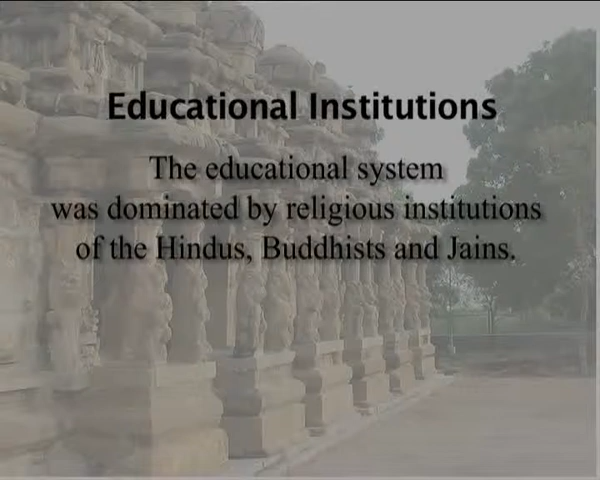 Educational Institutions
The educational system
was dominated by religious institutions
of the Hindus, Buddhists and Jains.